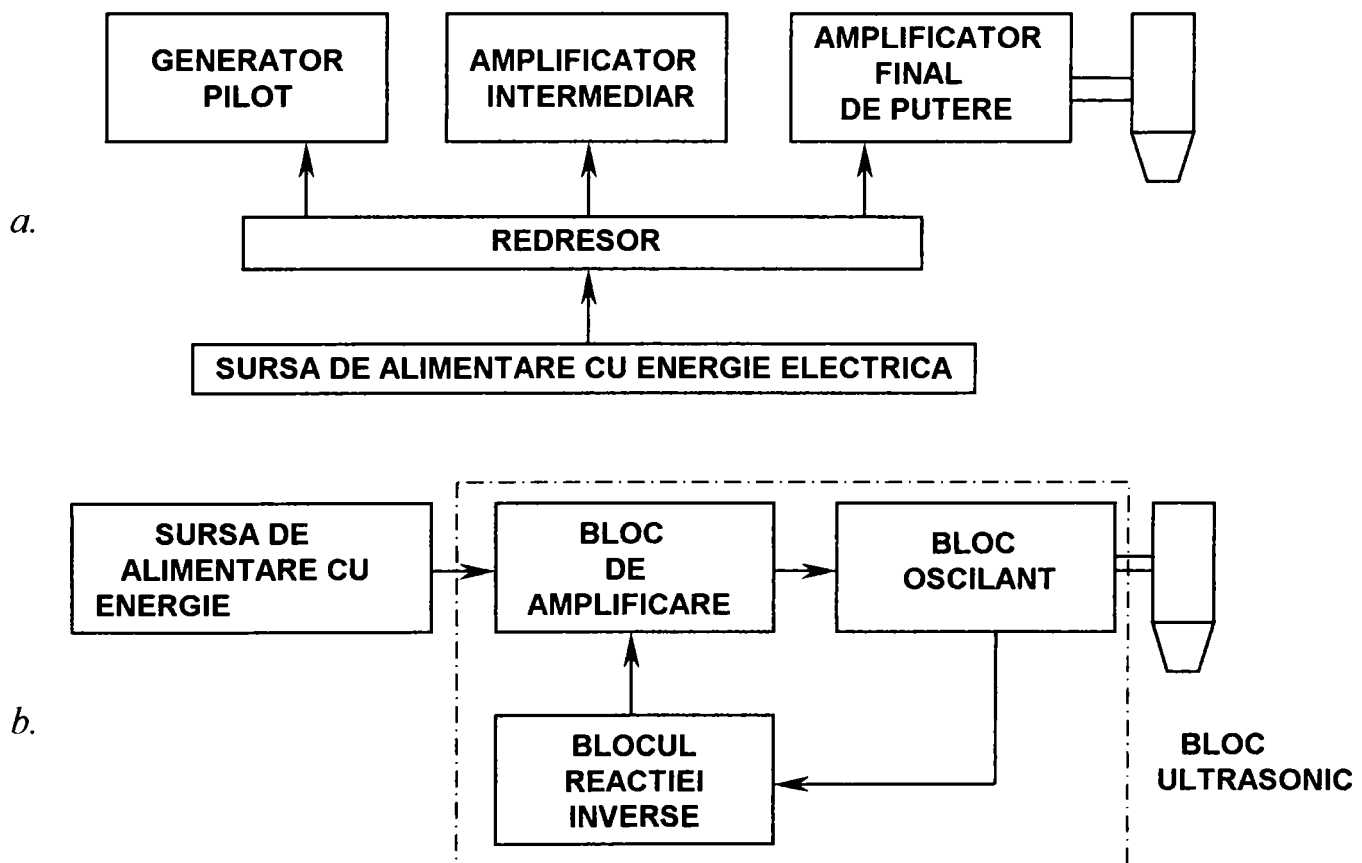 GENERATOR
PILOT
AMPLIFICATOR
INTERMEDIAR
AMPLIFICATOR
FINAL
DE PUTERE
a.
REDRESOR
SURSA DE ALIMENTARE CU ENERGIE ELECTRICA
SURSA DE
ALIMENTARE CU
ENERGIE
BLOC
DE
AMPLIFICARE
BLOC
OSCILANT
b.
BLOCUL
REACTIEI
INVERSE
BLOC
ULTRASONIC